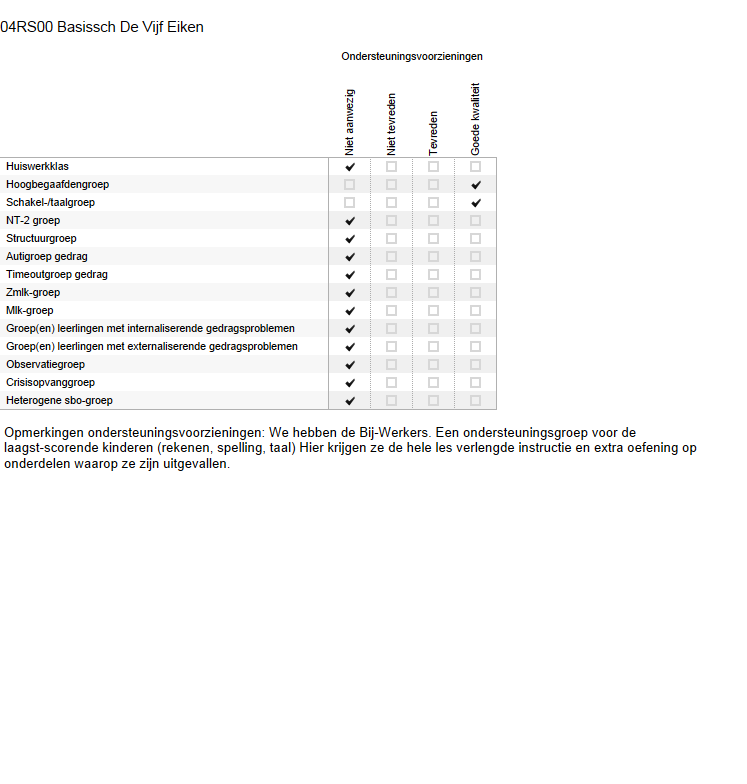 04RS00 Basissch De Vijf Eiken
Ondersteuningsvoorzieningen
Niet aanwezig
Niet tevreden
Tevreden
Goede kwaliteit
Huiswerkklas
Hoogbegaafdengroep
Schakel-/taalgroep
NT-2 groep
Structuurgroep
Autigroep gedrag
Timeoutgroep gedrag
Zmlk-groep
Mlk-groep
Groep(en) leerlingen met internaliserende gedragsproblemen
Groep(en) leerlingen met externaliserende gedragsproblemen
Observatiegroep
Crisisopvanggroep
Heterogene sbo-groep
Opmerkingen ondersteuningsvoorzieningen: We hebben de Bij-Werkers. Een ondersteuningsgroep voor de
laagst-scorende kinderen (rekenen, spelling, taal) Hier krijgen ze de hele les verlengde instructie en extra oefening op
onderdelen waarop ze zijn uitgevallen.